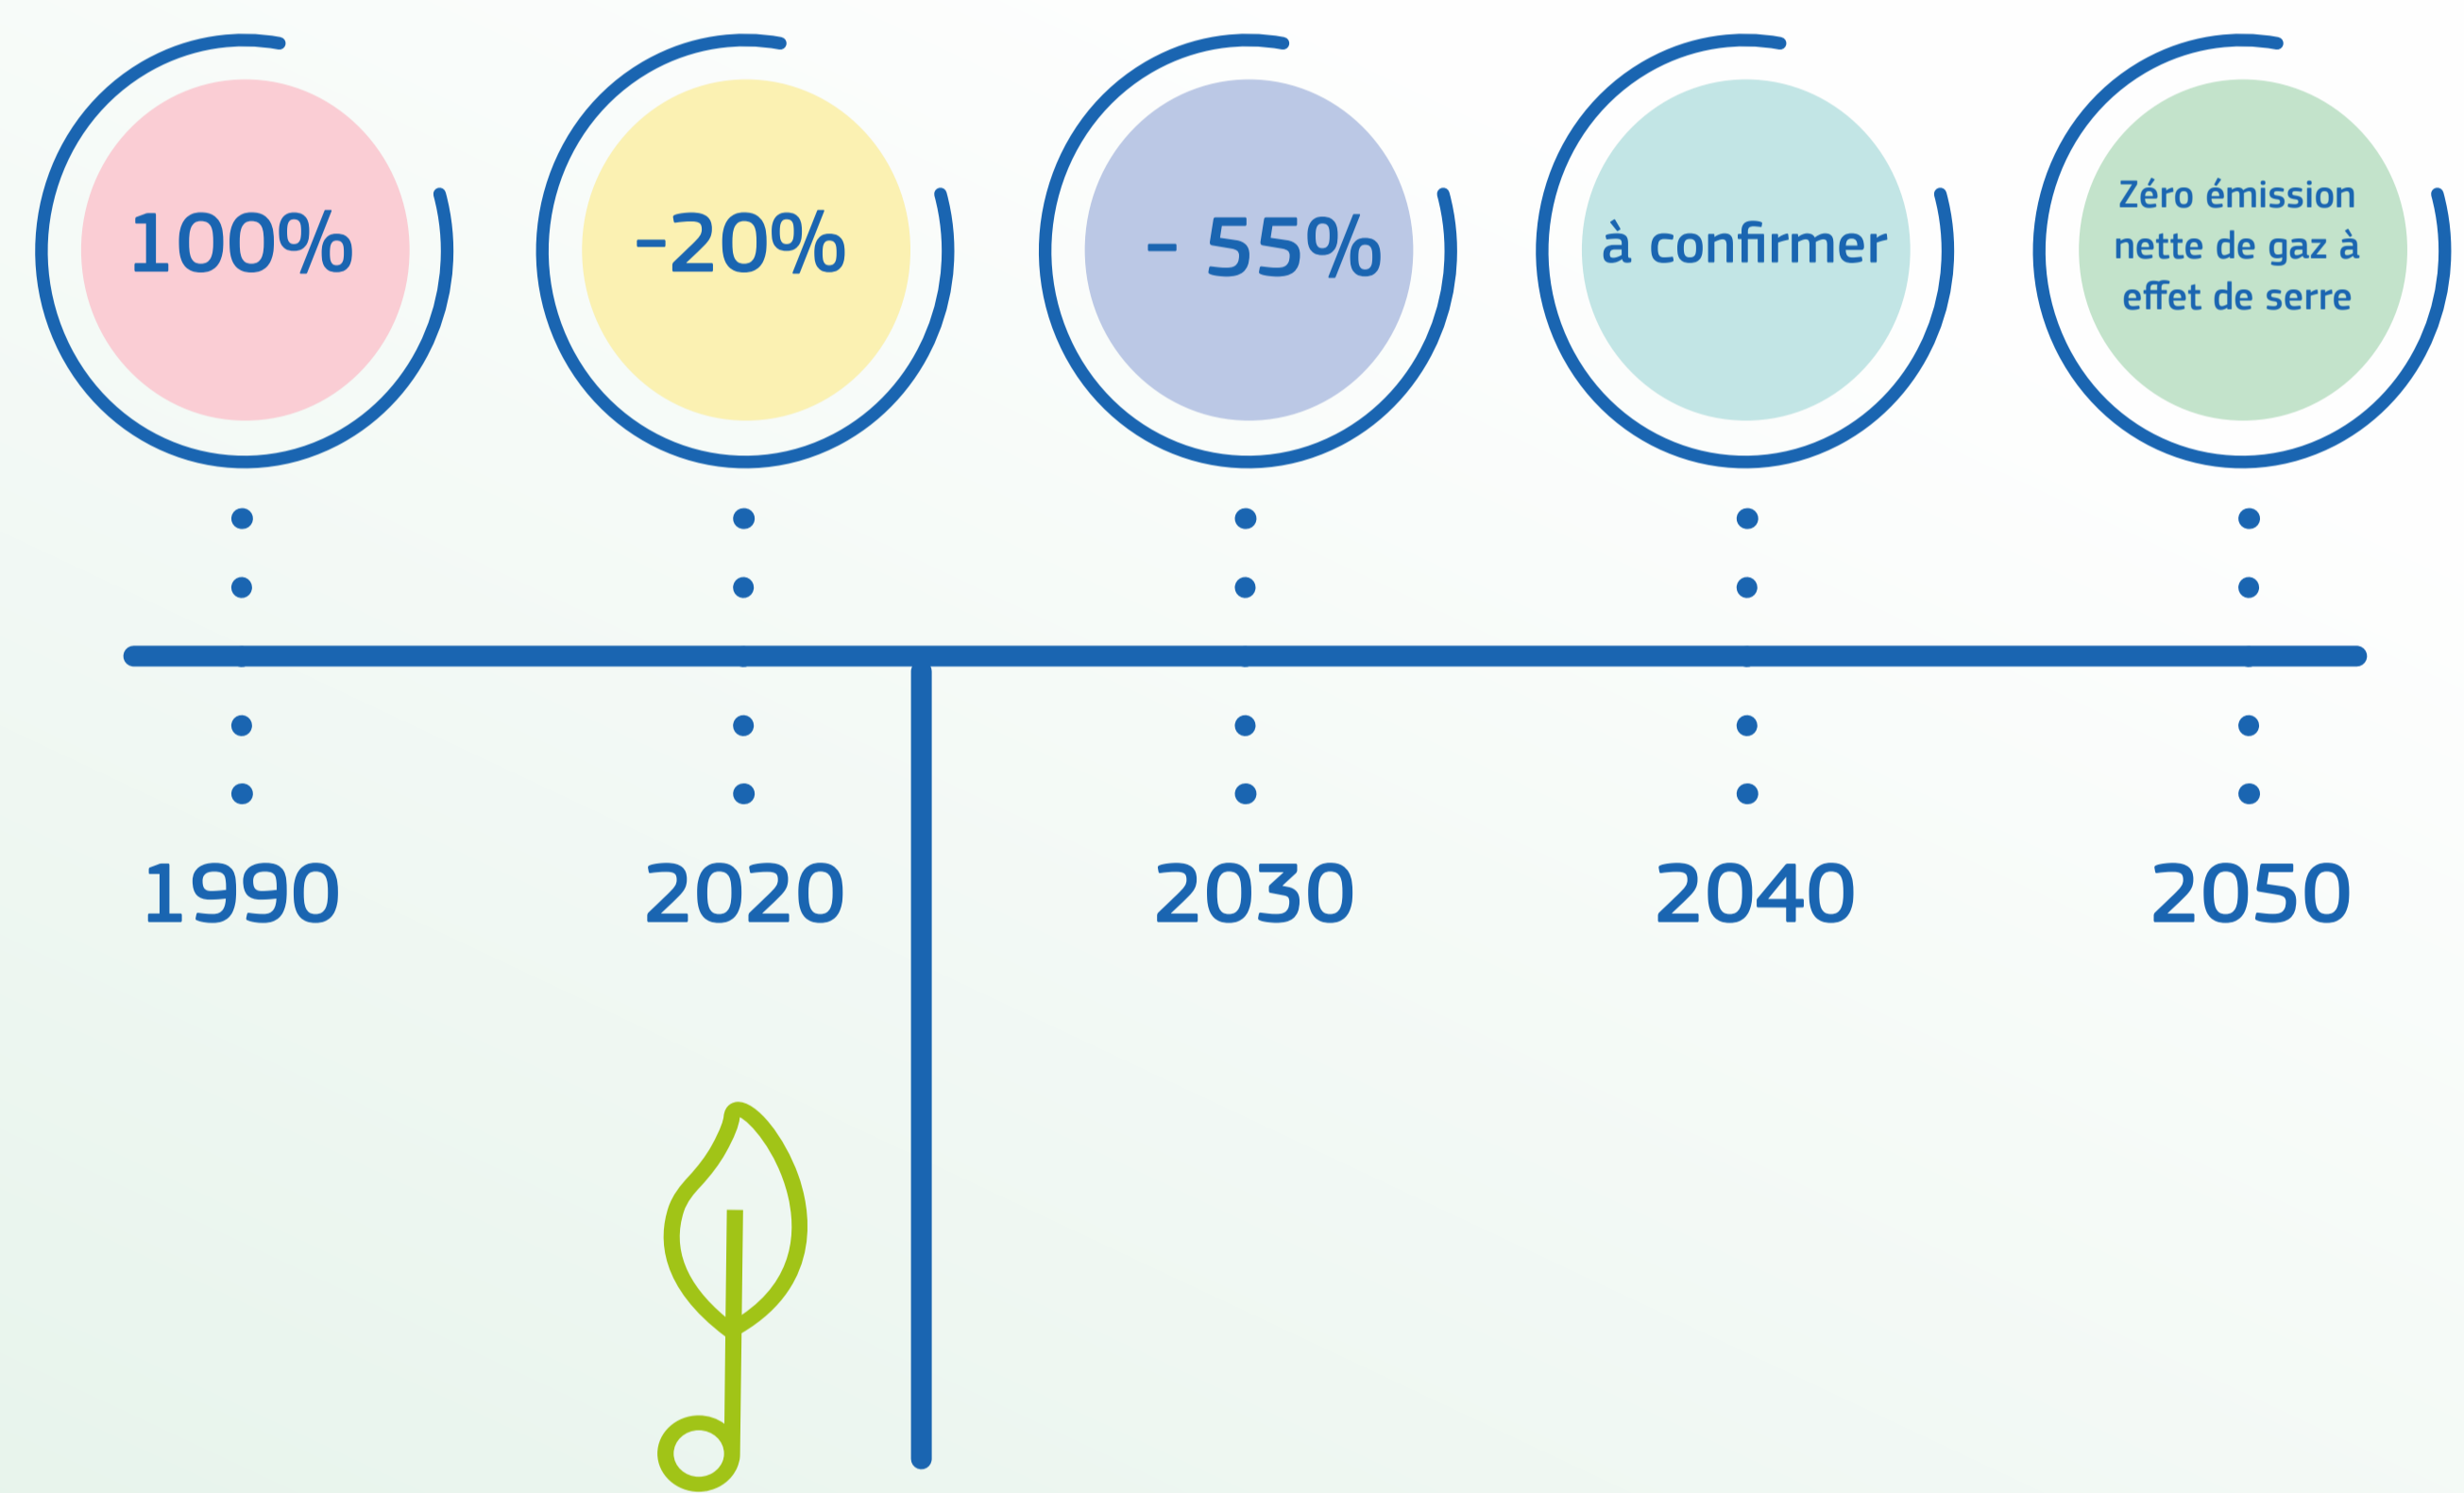 100%
-20%
- 55%
à confirmer
Zéro émission
nette de gaz à
effet de serre
1990
2020
2030
2040
2050